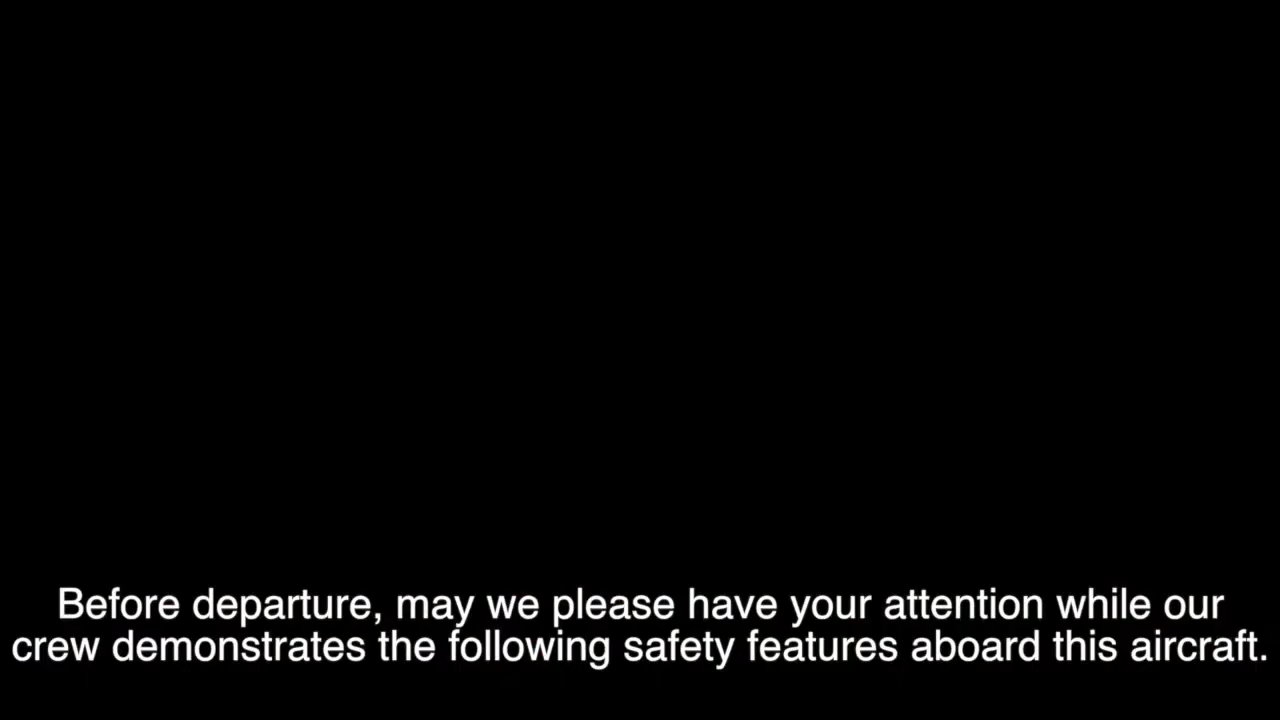 Before departure, may we please have your attention while our
crew demonstrates the following safety features aboard this aircraft.